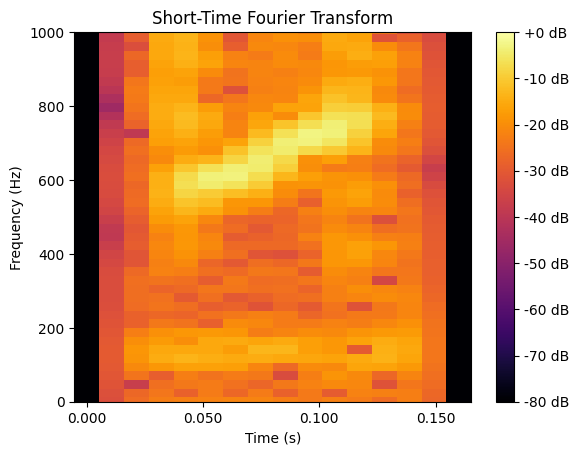 Short-Time Fourier Transform
1000
800
600
400
200
0
Frequency (Hz)
0.000
0.050
0.100
0.150
Time (s)
+0 dB
-10 dB
-20 dB
-30 dB
-40 dB
-50 dB
-60 dB
-70 dB
-80 dB